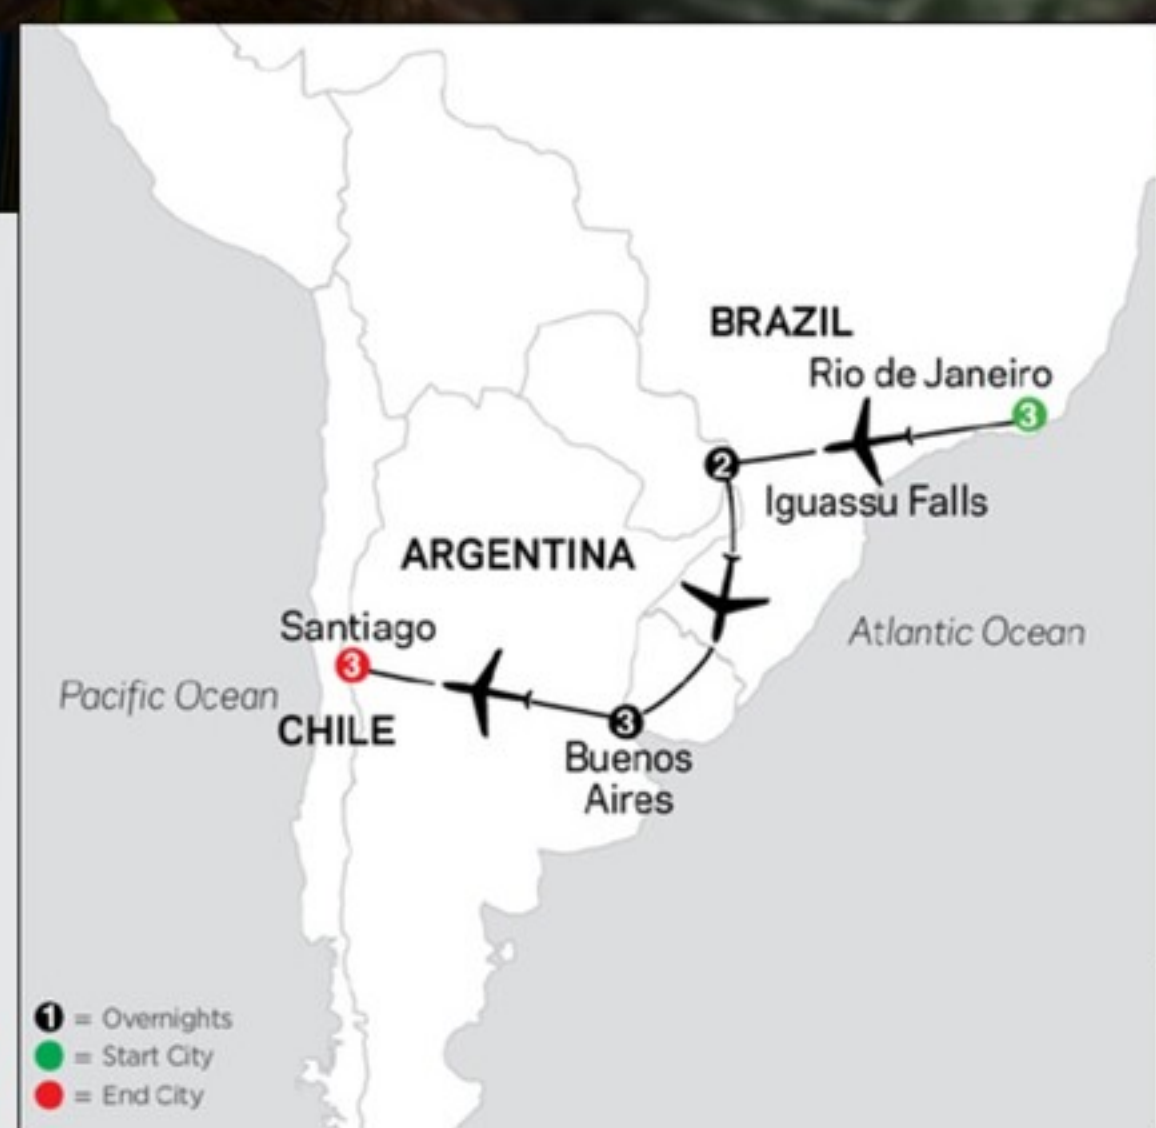 BRAZIL
Rio de Janeiro
3
2
Iguassu Falls
ARGENTINA
Santiago
3
Atlantic Ocean
Pacific Ocean
CHILE
3
Buenos
Aires
1 = Overnights
= Start City
= End City